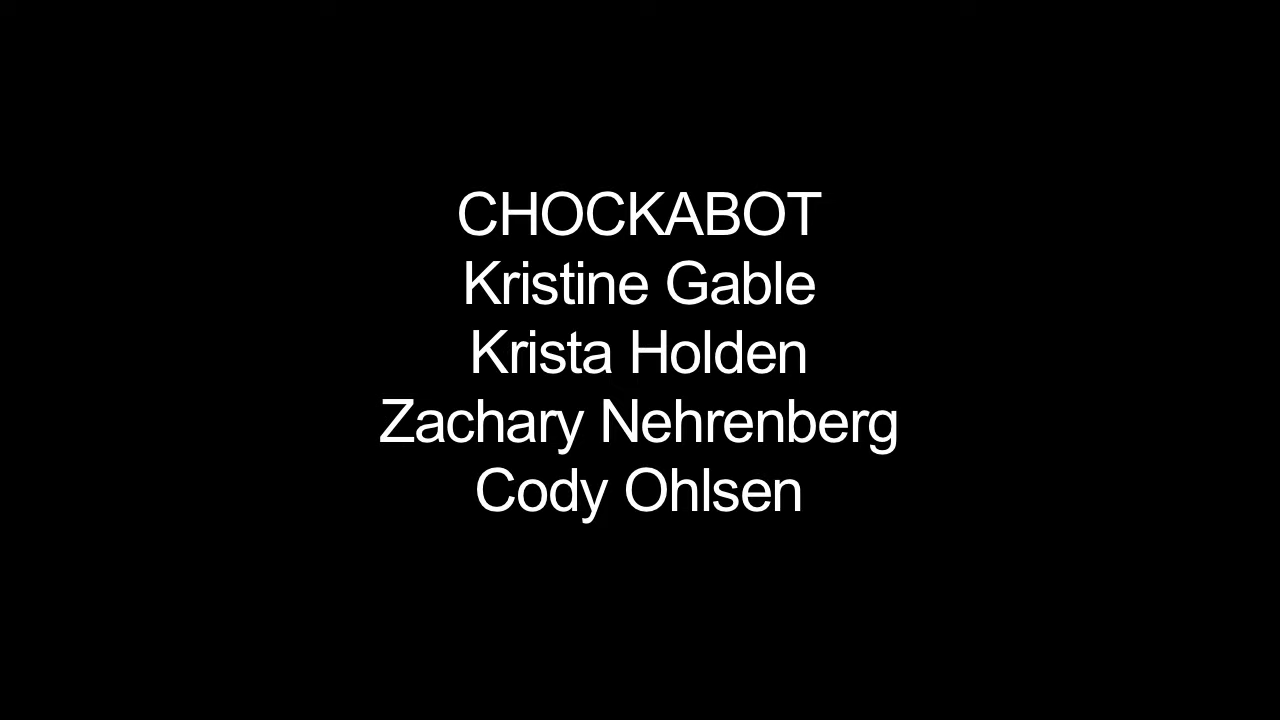 CHOCKABOT
Kristine Gable
Krista Holden
Zachary Nehrenberg
Cody Ohlsen